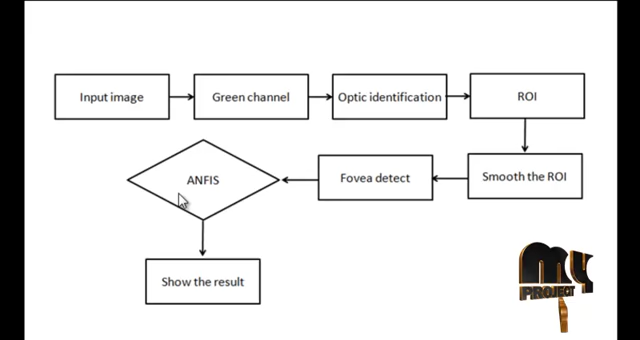 Input image
Green channel
Optic identification
ROI
Smooth the ROI
Fovea detect
ANFIS
Show the result
my
PROJECT